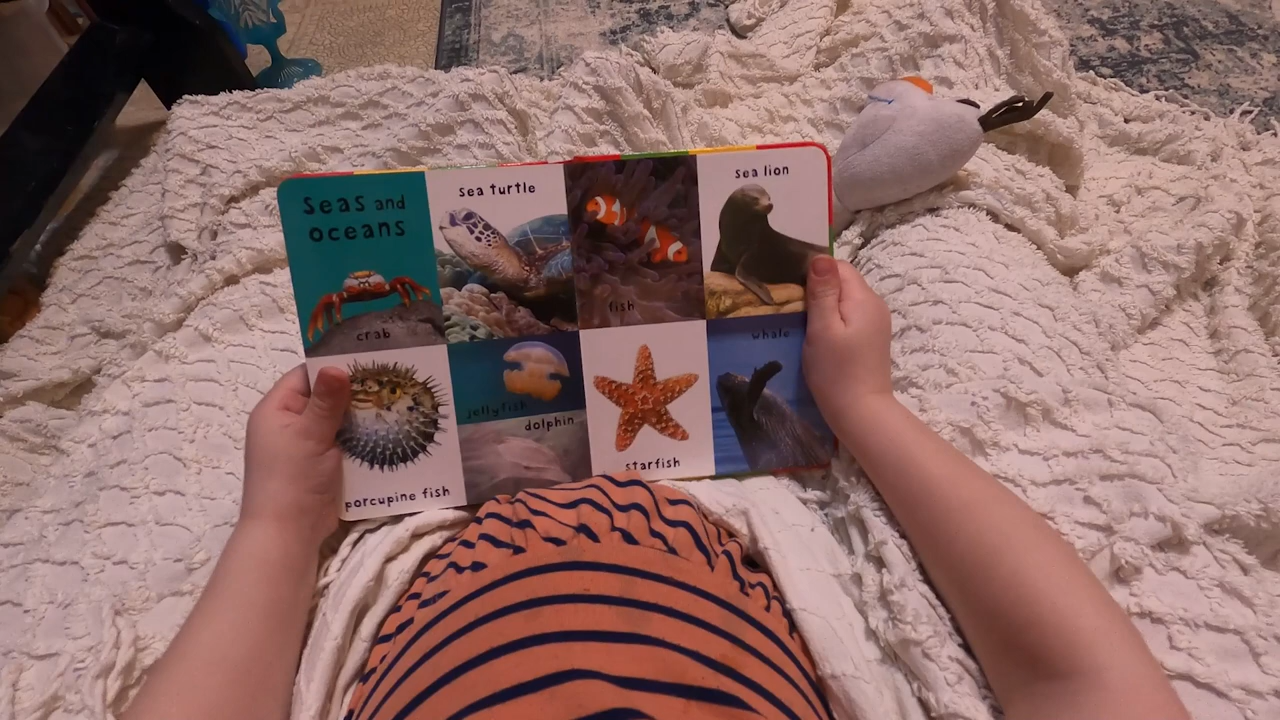 seas and
oceans
crab
sea turtle
fish
sea lion
porcupine fish
jellyfish
dolphin
starfish
whale